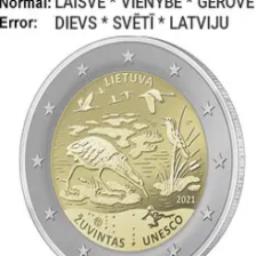 Normal: LAISVĖ * VIENYBĖ * GEROVĖ
Error: DIEVS * SVĒTĪ * LATVIJU
LIETUVA
2021
ŽUVINTAS
UNESCO